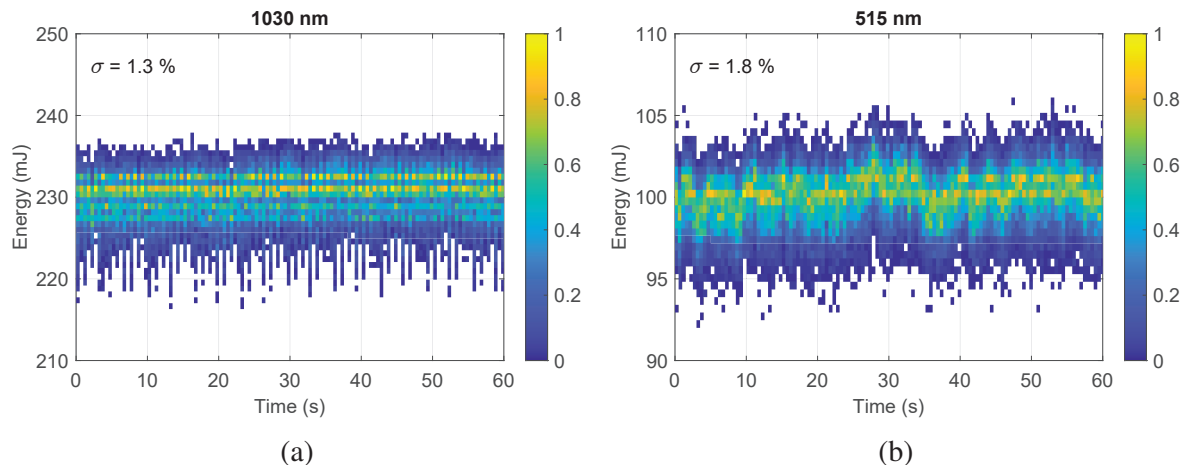 1030 nm
250
240
230
220
210
Energy (mJ)
σ = 1.3 %
0 10 20 30 40 50 60
Time (s)
1
0.8
0.6
0.4
0.2
0
(a)
515 nm
110
105
100
95
90
Energy (mJ)
σ = 1.8 %
0 10 20 30 40 50 60
Time (s)
1
0.8
0.6
0.4
0.2
0
(b)